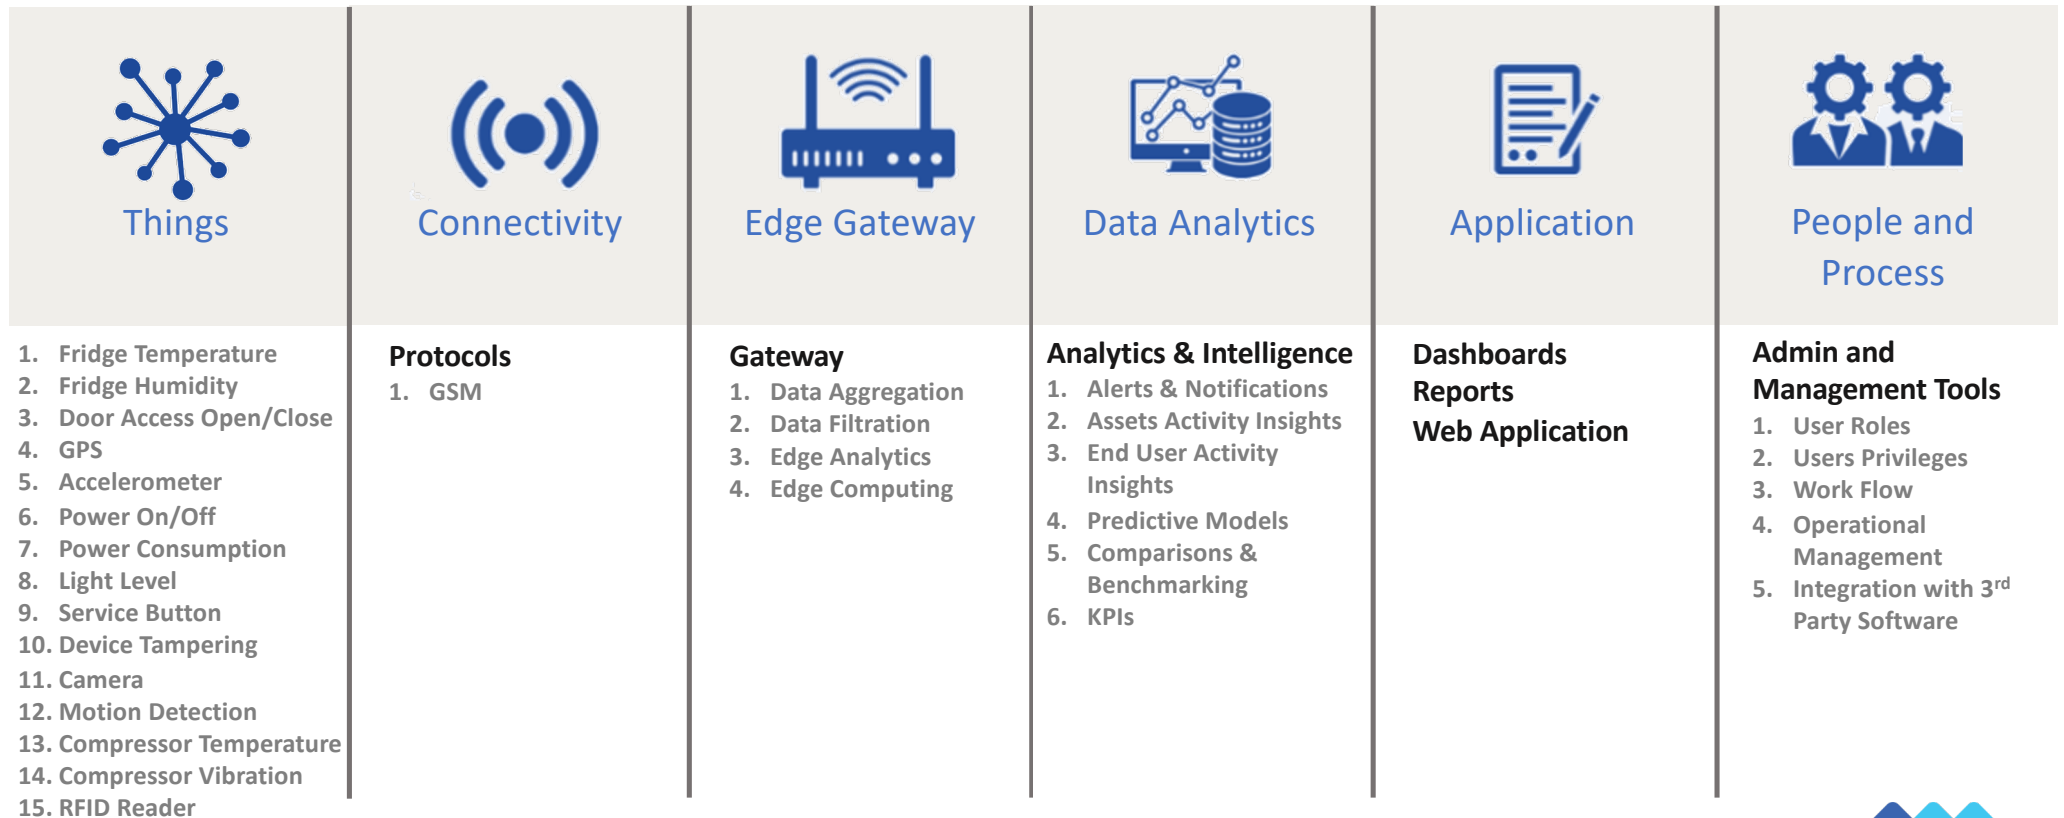 Things
1. Fridge Temperature
2. Fridge Humidity
3. Door Access Open/Close
4. GPS
5. Accelerometer
6. Power On/Off
7. Power Consumption
8. Light Level
9. Service Button
10. Device Tampering
11. Camera
12. Motion Detection
13. Compressor Temperature
14. Compressor Vibration
15. RFID Reader
Connectivity
Protocols
1. GSM
Edge Gateway
Gateway
1. Data Aggregation
2. Data Filtration
3. Edge Analytics
4. Edge Computing
Data Analytics
Analytics & Intelligence
1. Alerts & Notifications
2. Assets Activity Insights
3. End User Activity
Insights
4. Predictive Models
5. Comparisons &
Benchmarking
6. KPIs
Application
Dashboards
Reports
Web Application
People and
Process
Admin and
Management Tools
1. User Roles
2. Users Privileges
3. Work Flow
4. Operational
Management
5. Integration with 3rd
Party Software